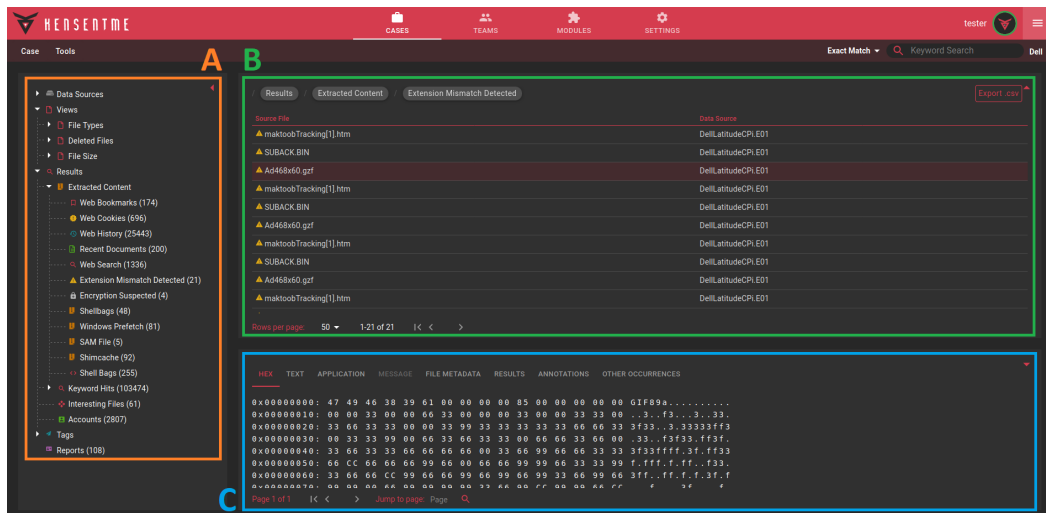 HENSENTME
CASES
TEAMS
MODULES
SETTINGS
tester
Case
Tools
Exact Match
Keyword Search
Dell
A
B
Data Sources
Views
File Types
Deleted Files
File Size
Results
Extracted Content
Web Bookmarks (174)
Web Cookies (696)
Web History (25443)
Recent Documents (200)
Web Search (1336)
Extension Mismatch Detected (21)
Encryption Suspected (4)
Shellbags (48)
Windows Prefetch (81)
SAM File (5)
Shimcache (92)
Shell Bags (255)
Keyword Hits (103474)
Interesting Files (61)
Accounts (2807)
Tags
Reports (108)
/ Results / Extracted Content / Extension Mismatch Detected
Export .csv
Source File Data Source
maktoobTracking[1].htm DellLatitudeCPi.E01
SUBACK.BIN DellLatitudeCPi.E01
Ad468x60.gzf DellLatitudeCPi.E01
maktoobTracking[1].htm DellLatitudeCPi.E01
SUBACK.BIN DellLatitudeCPi.E01
Ad468x60.gzf DellLatitudeCPi.E01
maktoobTracking[1].htm DellLatitudeCPi.E01
SUBACK.BIN DellLatitudeCPi.E01
Ad468x60.gzf DellLatitudeCPi.E01
maktoobTracking[1].htm DellLatitudeCPi.E01
Rows per page: 50 1-21 of 21
C
HEX TEXT APPLICATION MESSAGE FILE METADATA RESULTS ANNOTATIONS OTHER OCCURRENCES
0x00000000: 47 49 46 38 39 61 00 00 00 00 85 00 00 00 00 00 GIF89a..........
0x00000010: 00 00 33 00 00 66 33 00 00 00 33 00 00 33 33 00 ..3..f3...3..33.
0x00000020: 33 66 33 33 00 00 33 99 33 33 33 33 33 66 66 33 3f33..3.33333ff3
0x00000030: 00 33 33 99 00 66 33 66 33 33 00 66 66 33 66 00 .33..f3f33.ff3f.
0x00000040: 33 66 33 33 66 66 66 66 00 33 66 99 66 66 33 33 3f33ffff.3f.ff33
0x00000050: 66 CC 66 66 66 99 66 00 66 66 99 99 66 33 33 99 f.fff.f.ff..f33.
0x00000060: 33 66 66 CC 99 66 66 99 66 99 66 99 33 66 99 66 3ff..ff.f.f.3f.f
Page 1 of 1 Jump to page: Page